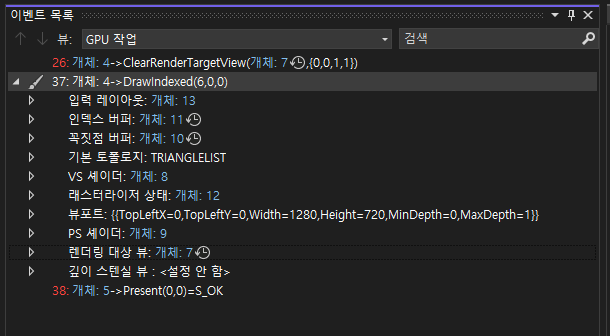 이벤트 목록
뷰: GPU 작업 검색
26: 개체: 4->ClearRenderTargetView(개체: 7,{0,0,1,1})
37: 개체: 4->DrawIndexed(6,0,0)
입력 레이아웃: 개체: 13
인덱스 버퍼: 개체: 11
꼭짓점 버퍼: 개체: 10
기본 토폴로지: TRIANGLELIST
VS 셰이더: 개체: 8
래스터라이저 상태: 개체: 12
뷰포트: {{TopLeftX=0,TopLeftY=0,Width=1280,Height=720,MinDepth=0,MaxDepth=1}}
PS 셰이더: 개체: 9
렌더링 대상 뷰: 개체: 7
깊이 스텐실 뷰 : <설정 안 함>
38: 개체: 5->Present(0,0)=S_OK